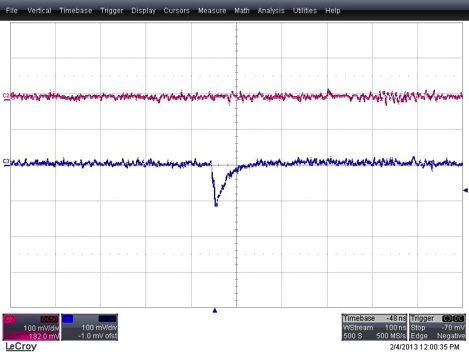 File Vertical Timebase Trigger Display Cursors Measure Math Analysis Utilities Help
C2
C3
100 mV/div
182.0 mV
100 mV/div
-1.0 mV ofst
Timebase -48 ns
WStream 100 ns
500 S 500 MS/s
Trigger
Stop -70 mV
Edge Negative
LeCroy
2/4/2013 12:00:35 PM